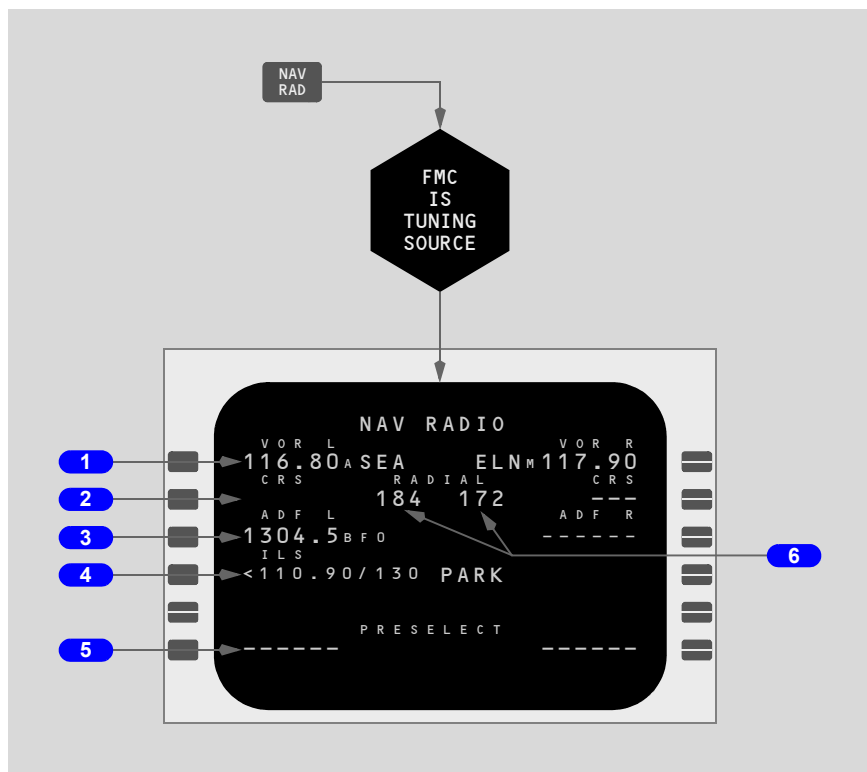 NAV
RAD
FMC
IS
TUNING
SOURCE
NAV RADIO
VOR L VOR R
1 116.80A SEA ELN M 117.90
CRS RADIAL CRS
2 184 172 ---
ADF L ADF R
3 1304.5 BFO ------
6
ILS
4 <110.90/130 PARK
PRESELECT
5 ------ ------